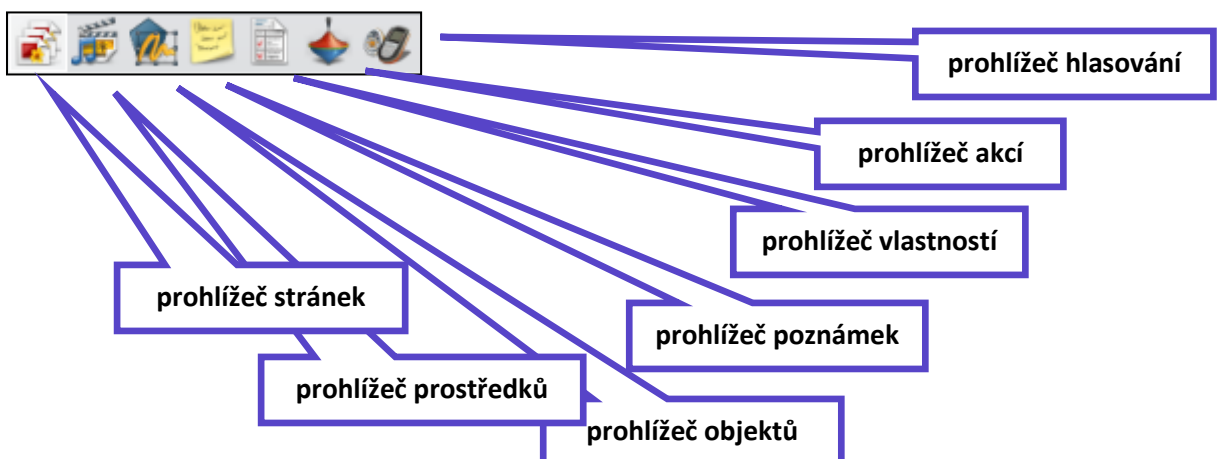 prohlížeč hlasování
prohlížeč akcí
prohlížeč vlastností
prohlížeč stránek
prohlížeč poznámek
prohlížeč prostředků
prohlížeč objektů